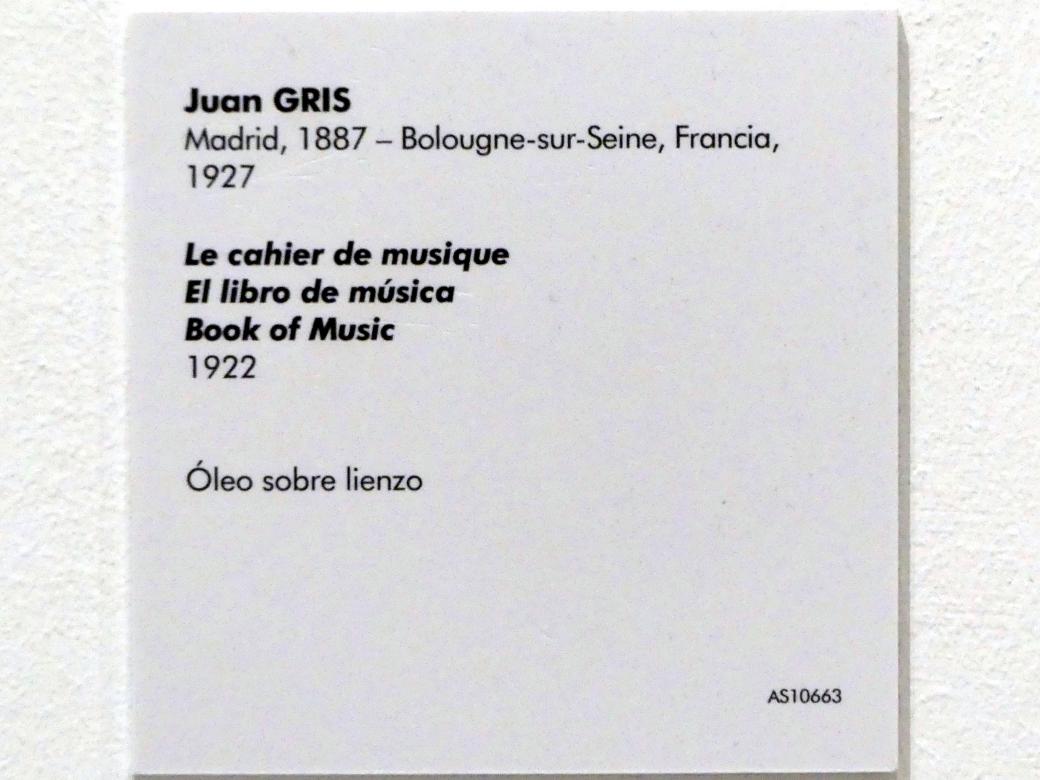 Juan GRIS
Madrid, 1887 – Bolougne-sur-Seine, Francia,
1927
Le cahier de musique
El libro de música
Book of Music
1922
Óleo sobre lienzo
AS10663